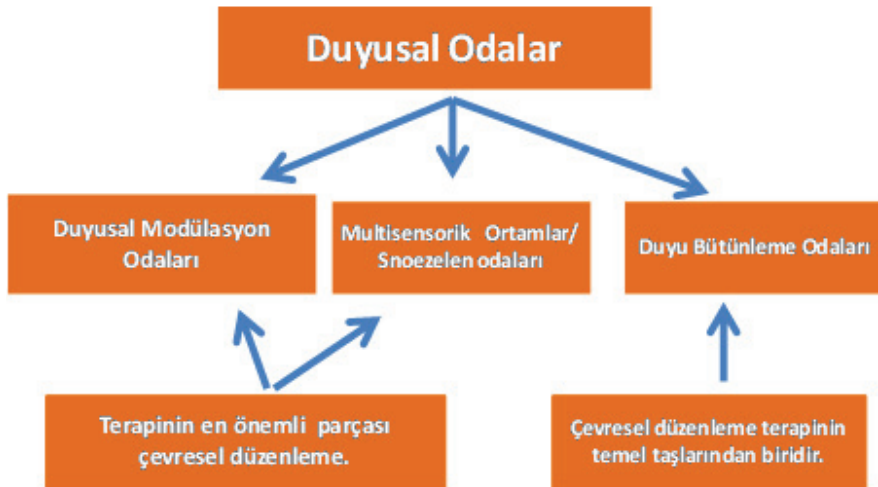 Duyusal Odalar
Duyusal Modülasyon
Odaları
Multisensorik Ortamlar/
Snoezelen odaları
Duyu Bütünleme Odaları
Terapinin en önemli parçası
çevresel düzenleme.
Çevresel düzenleme terapinin
temel taşlarından biridir.